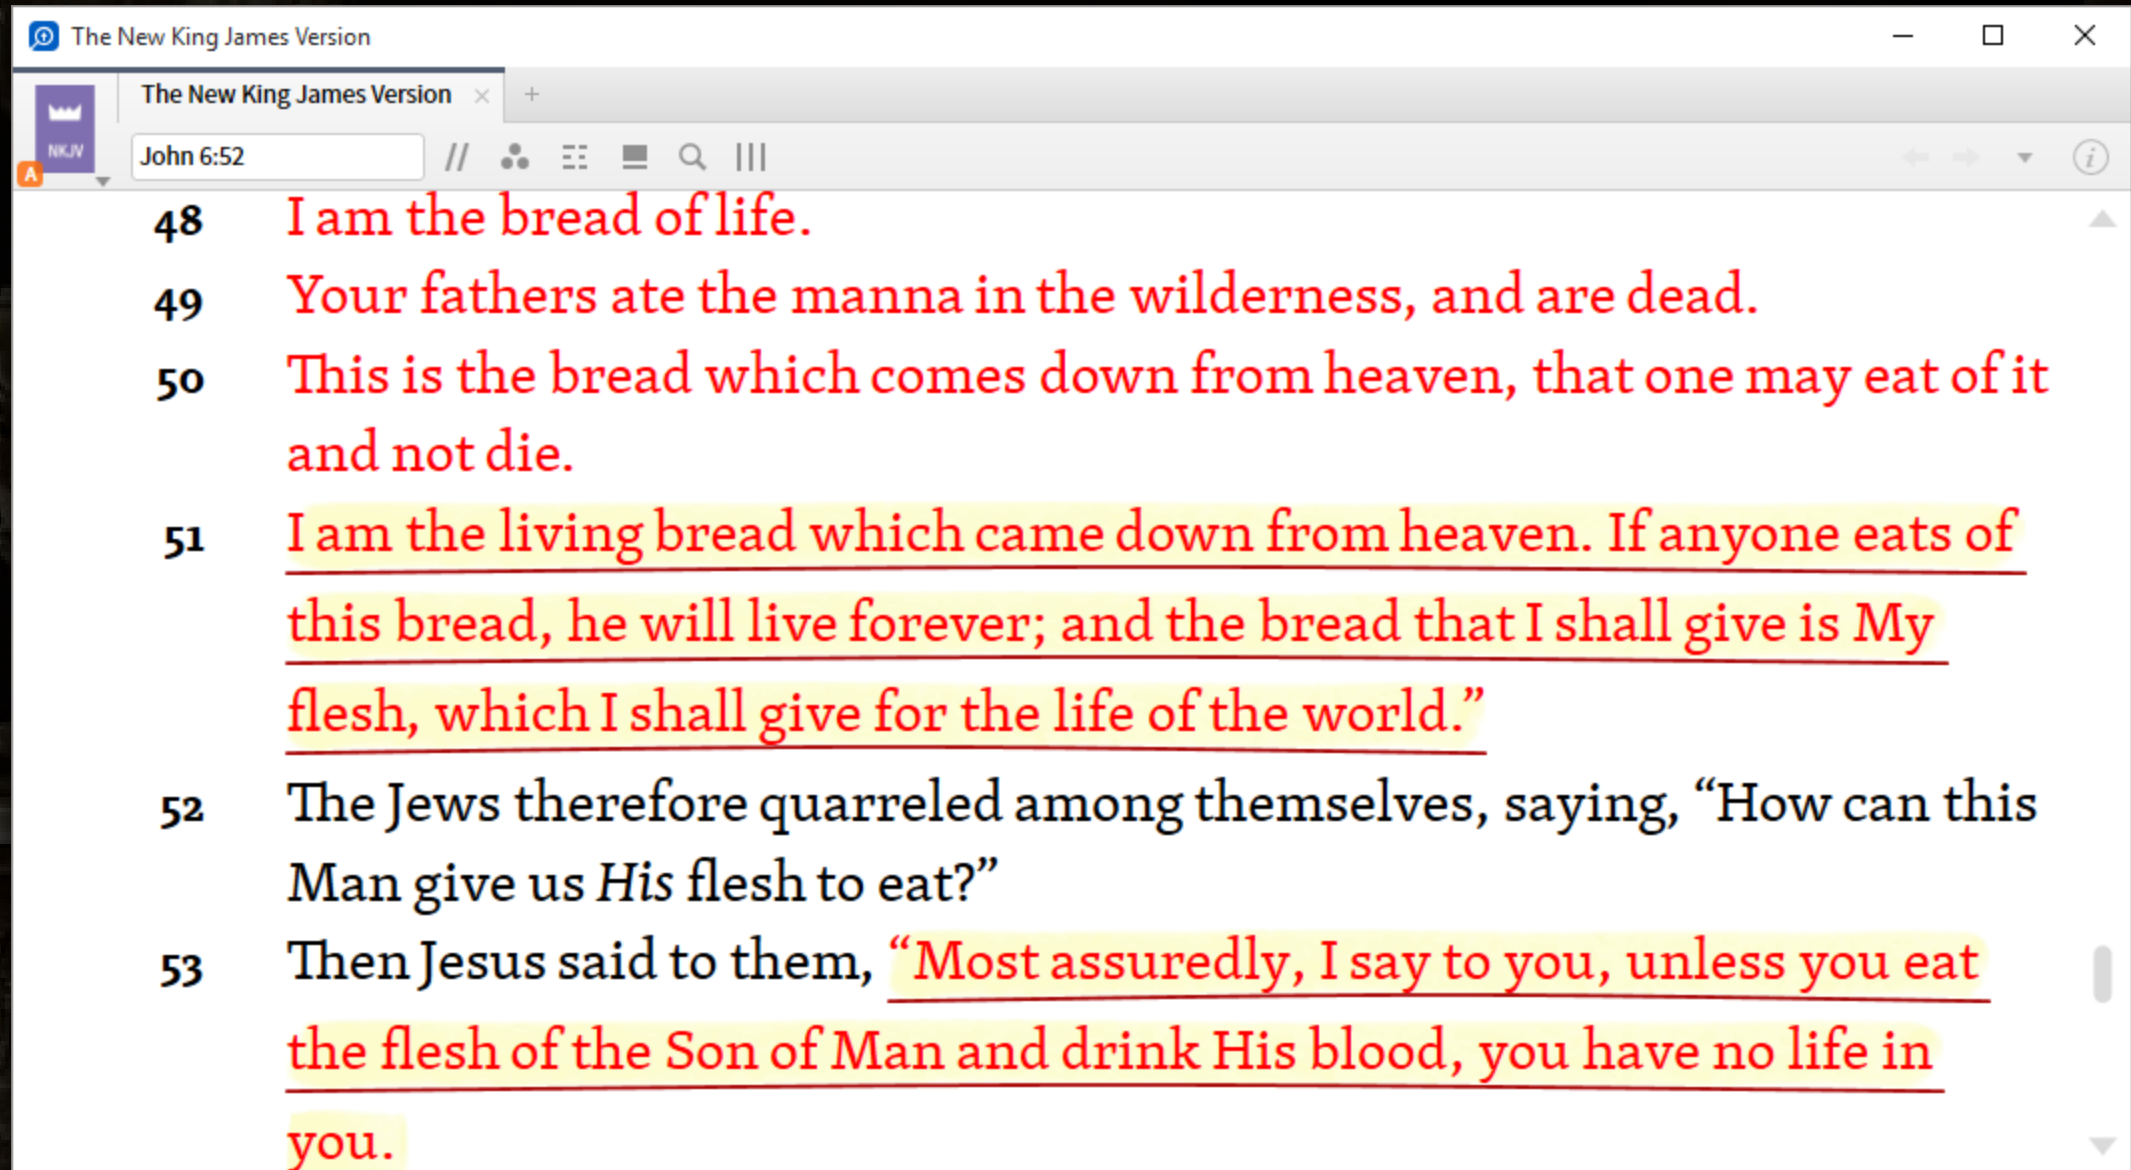 The New King James Version
The New King James Version
NKJV
A
John 6:52
48 I am the bread of life.
49 Your fathers ate the manna in the wilderness, and are dead.
50 This is the bread which comes down from heaven, that one may eat of it
and not die.
51 I am the living bread which came down from heaven. If anyone eats of
this bread, he will live forever; and the bread that I shall give is My
flesh, which I shall give for the life of the world.”
52 The Jews therefore quarreled among themselves, saying, “How can this
Man give us His flesh to eat?”
53 Then Jesus said to them, “Most assuredly, I say to you, unless you eat
the flesh of the Son of Man and drink His blood, you have no life in
you.